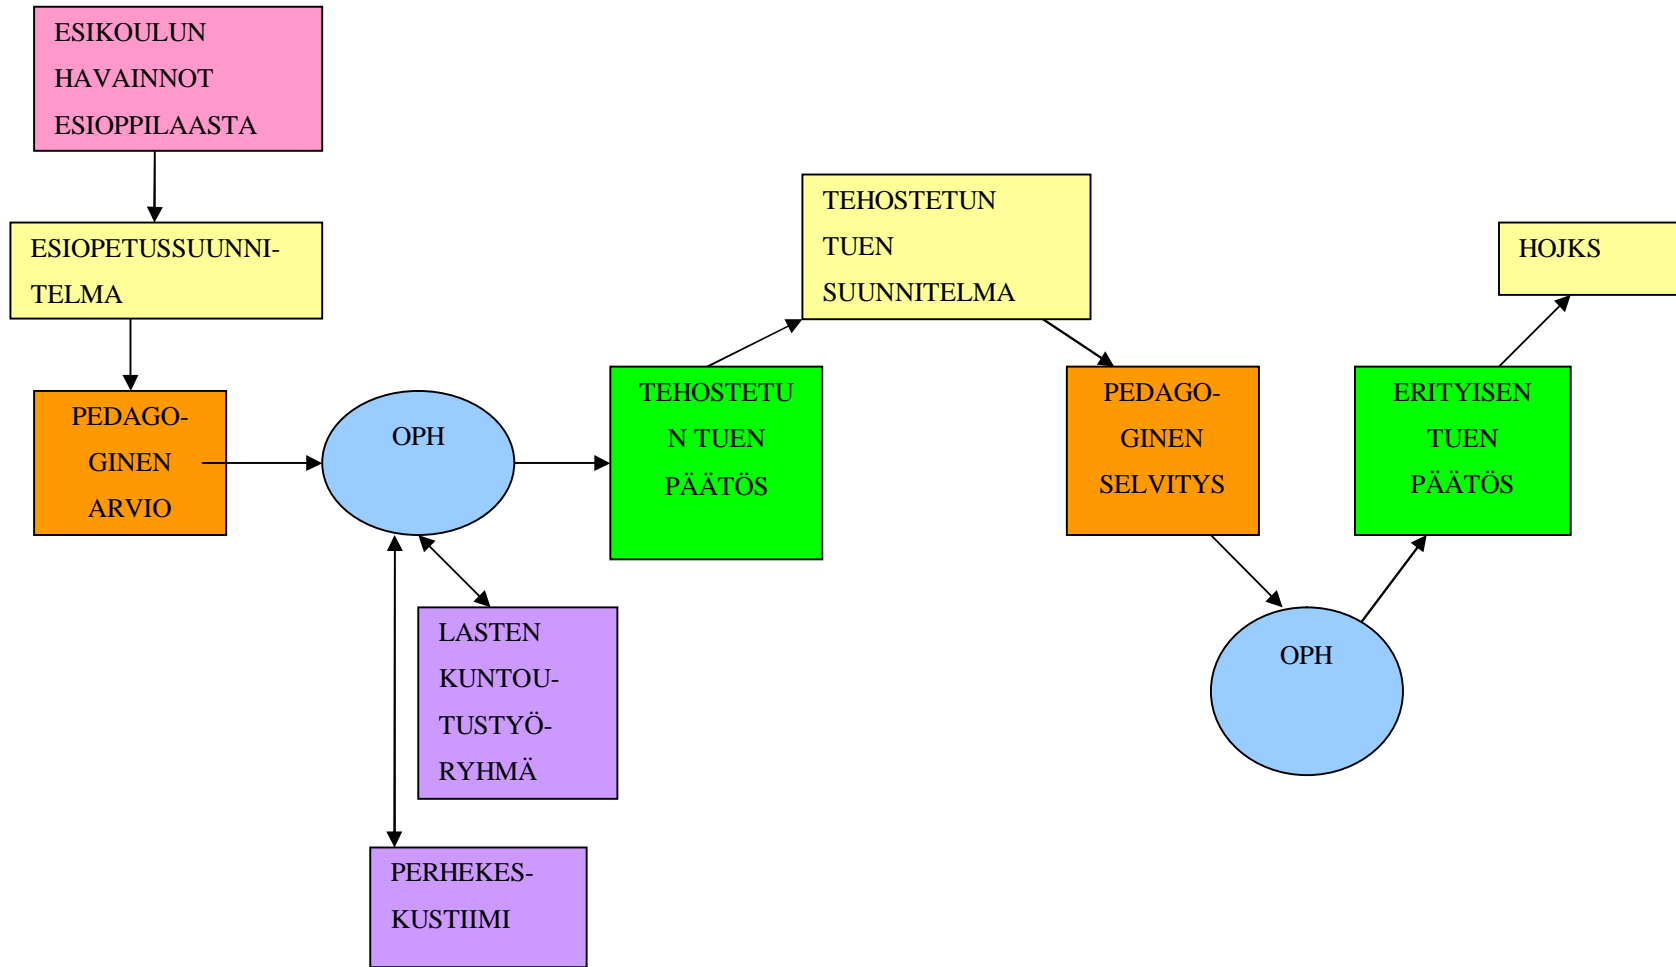 ESIKOULUN
HAVAINNOT
ESIOPPILAASTA
ESIOPETUSSUUNNI-
TELMA
PEDAGO-
GINEN
ARVIO
OPH
LASTEN
KUNTOU-
TUSTYÖ-
RYHMÄ
PERHEKES-
KUSTIIMI
TEHOSTETU
N TUEN
PÄÄTÖS
TEHOSTETUN
TUEN
SUUNNITELMA
PEDAGO-
GINEN
SELVITYS
OPH
ERITYISEN
TUEN
PÄÄTÖS
HOJKS